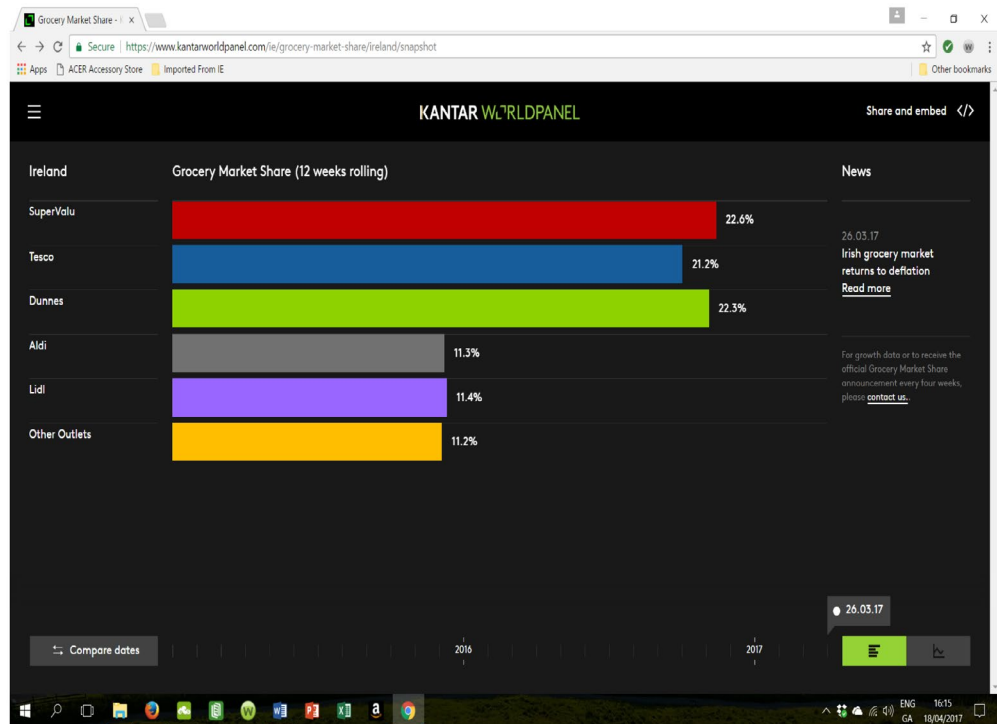 Grocery Market Share - 
Secure | https://www.kantarworldpanel.com/ie/grocery-market-share/ireland/snapshot
Apps ACER Accessory Store Imported From IE Other bookmarks
KANTAR WORLDPANEL
Share and embed </>
Ireland
Grocery Market Share (12 weeks rolling)
News
SuperValu
22.6%
Tesco
21.2%
Dunnes
22.3%
Aldi
11.3%
Lidl
11.4%
Other Outlets
11.2%
26.03.17
Irish grocery market
returns to deflation
Read more
For growth data or to receive the
official Grocery Market Share
announcement every four weeks,
please contact us..
26.03.17
Compare dates
2016
2017
ENG 16:15
GA 18/04/2017